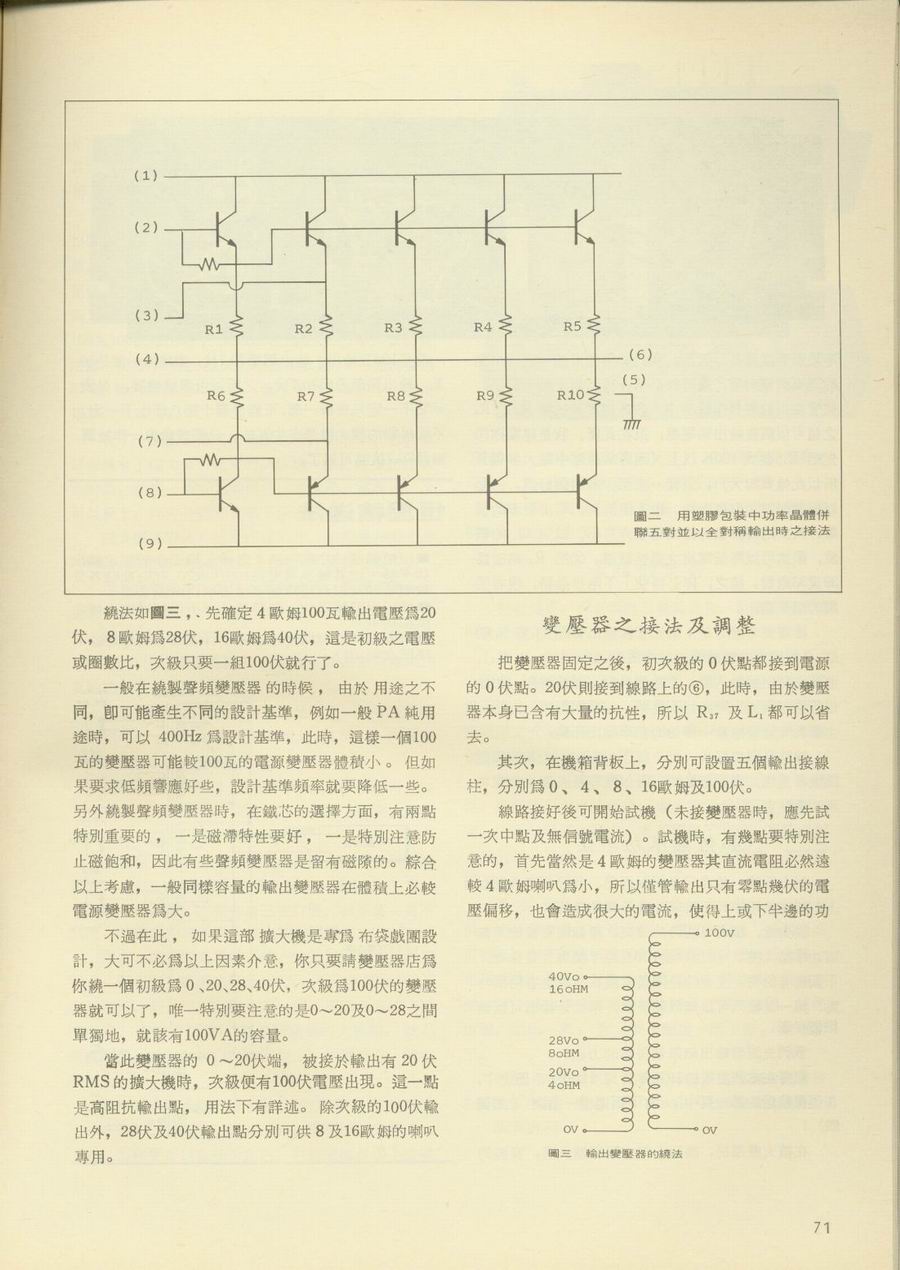 (1)
(2)
(3)
R1
R2
R3
R4
R5
(4)
(6)
(5)
R6
R7
R8
R9
R10
(7)
(8)
(9)
圖二　用塑膠包裝中功率晶體併
聯五對並以全對稱輸出時之接法
繞法如圖三，. 先確定 4 歐姆100瓦輸出電壓爲20
伏，8 歐姆爲28伏，16歐姆爲40伏，這是初級之電壓
或圈數比，次級只要一組100伏就行了。
一般在繞製聲頻變壓器 的時候 ， 由於 用途之不
同，卽可能產生不同的設計基準，例如一般 PA 純用
途時，可以 400Hz 爲設計基準，此時，這樣一個100
瓦的變壓器可能較100瓦的電源變壓器體積小 。 但如
果要求低頻響應好些，設計基準頻率就要降低一些。
另外繞製聲頻變壓器時，在鐵芯的選擇方面，有兩點
特別重要的 ， 一是磁滯特性要好 ， 一是特別注意防
止磁飽和，因此有些聲頻變壓器是留有磁隙的。綜合
以上考慮，一般同樣容量的輸出變壓器在體積上必較
電源變壓器爲大。
不過在此 ， 如果這部 擴大機是專爲 布袋戲團設
計，大可不必爲以上因素介意，你只要請變壓器店爲
你繞一個初級爲 0 、20、28、40伏，次級爲100伏的變壓
器就可以了，唯一特別要注意的是0～20及0～28之間
單獨地，就該有100VA的容量。
當此變壓器的 0 ～20伏端， 被接於輸出有 20 伏
RMS 的擴大機時，次級便有100伏電壓出現。這一點
是高阻抗輸出點， 用法下有詳述。 除次級的100伏輸
出外，28伏及40伏輸出點分別可供 8 及16歐姆的喇叭
專用。
變壓器之接法及調整
把變壓器固定之後，初次級的 0 伏點都接到電源
的 0 伏點。20伏則接到線路上的⑥，此時，由於變壓
器本身已含有大量的抗性，所以 R₃₇ 及 L₁ 都可以省
去。
其次，在機箱背板上，分別可設置五個輸出接線
柱，分別爲 0 、 4 、 8 、16歐姆及100伏。
線路接好後可開始試機（未接變壓器時，應先試
一次中點及無信號電流）。試機時，有幾點要特別注
意的，首先當然是 4 歐姆的變壓器其直流電阻必然遠
較 4 歐姆喇叭爲小，所以僅管輸出只有零點幾伏的電
壓偏移，也會造成很大的電流，使得上或下半邊的功
100V
40Vo
16oHM
28Vo
8oHM
20Vo
4oHM
0V
0V
圖三　輸出變壓器的繞法
71